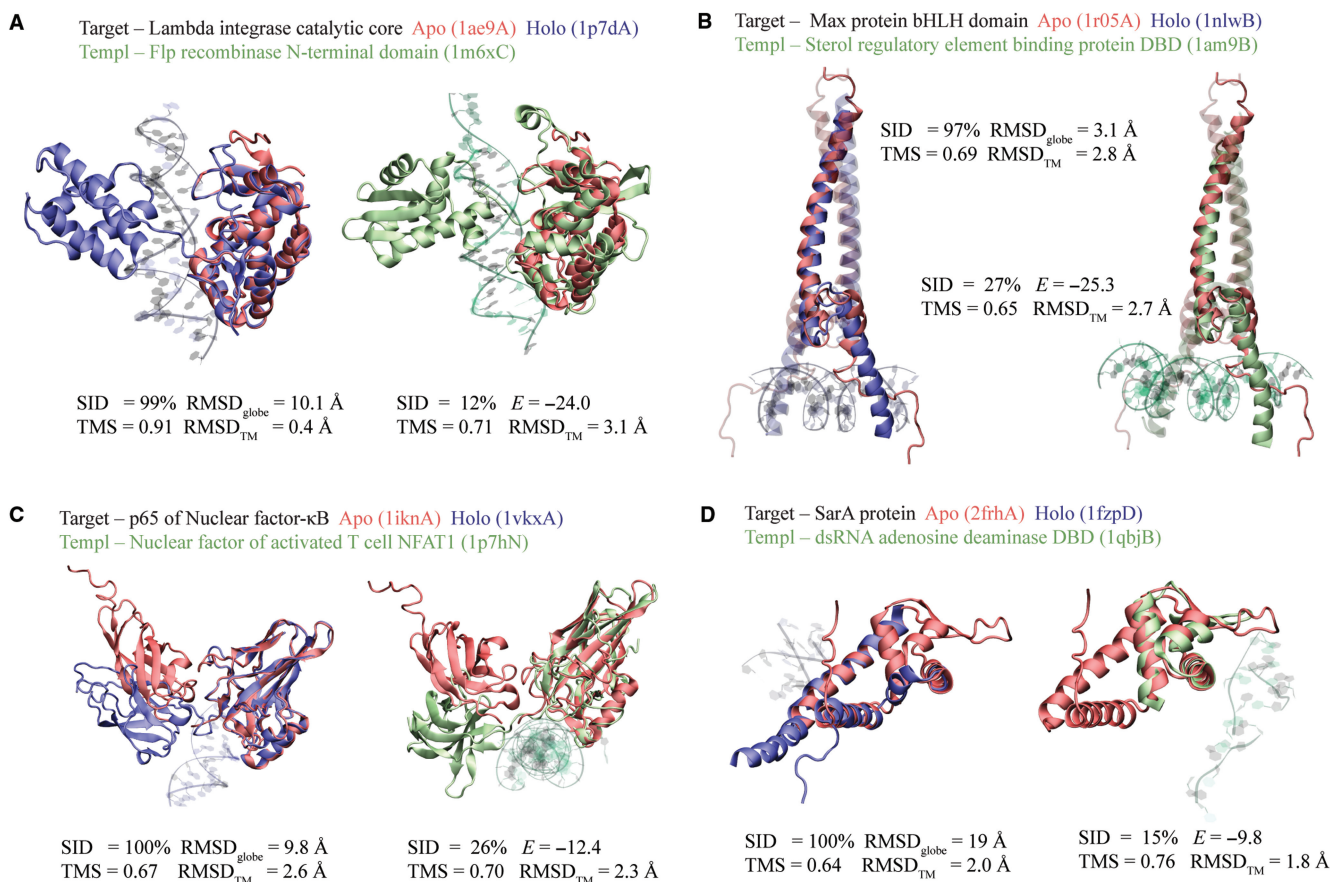 A
Target – Lambda integrase catalytic core Apo (1ae9A) Holo (1p7dA)
Templ – Flp recombinase N-terminal domain (1m6xC)
SID = 99% RMSDglobe = 10.1 Å
TMS = 0.91 RMSDTM = 0.4 Å
SID = 12% E = –24.0
TMS = 0.71 RMSDTM = 3.1 Å
B
Target – Max protein bHLH domain Apo (1r05A) Holo (1nlwB)
Templ – Sterol regulatory element binding protein DBD (1am9B)
SID = 97% RMSDglobe = 3.1 Å
TMS = 0.69 RMSDTM = 2.8 Å
SID = 27% E = –25.3
TMS = 0.65 RMSDTM = 2.7 Å
C
Target – p65 of Nuclear factor-κB Apo (1iknA) Holo (1vkxA)
Templ – Nuclear factor of activated T cell NFAT1 (1p7hN)
SID = 100% RMSDglobe = 9.8 Å
TMS = 0.67 RMSDTM = 2.6 Å
SID = 26% E = –12.4
TMS = 0.70 RMSDTM = 2.3 Å
D
Target – SarA protein Apo (2frhA) Holo (1fzpD)
Templ – dsRNA adenosine deaminase DBD (1qbjB)
SID = 100% RMSDglobe = 19 Å
TMS = 0.64 RMSDTM = 2.0 Å
SID = 15% E = –9.8
TMS = 0.76 RMSDTM = 1.8 Å